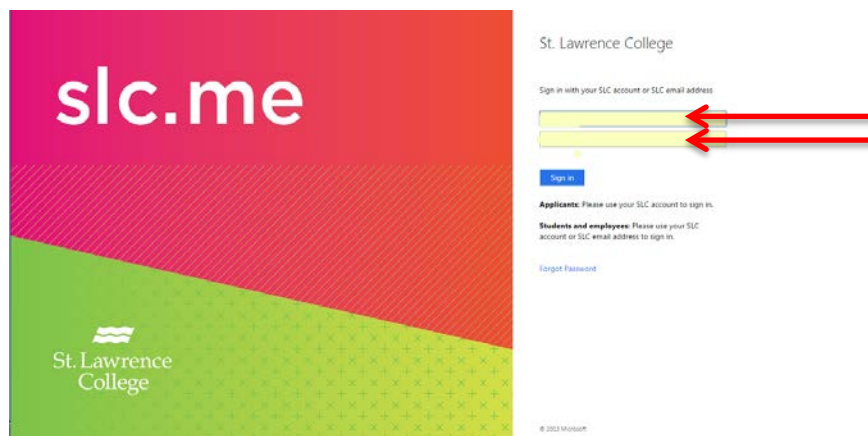 slc.me
St. Lawrence
College
St. Lawrence College
Sign in with your SLC account or SLC email address
Sign in
Applicants: Please use your SLC account to sign in.
Students and employees: Please use your SLC
account or SLC email address to sign in.
Forgot Password
© 2013 Microsoft